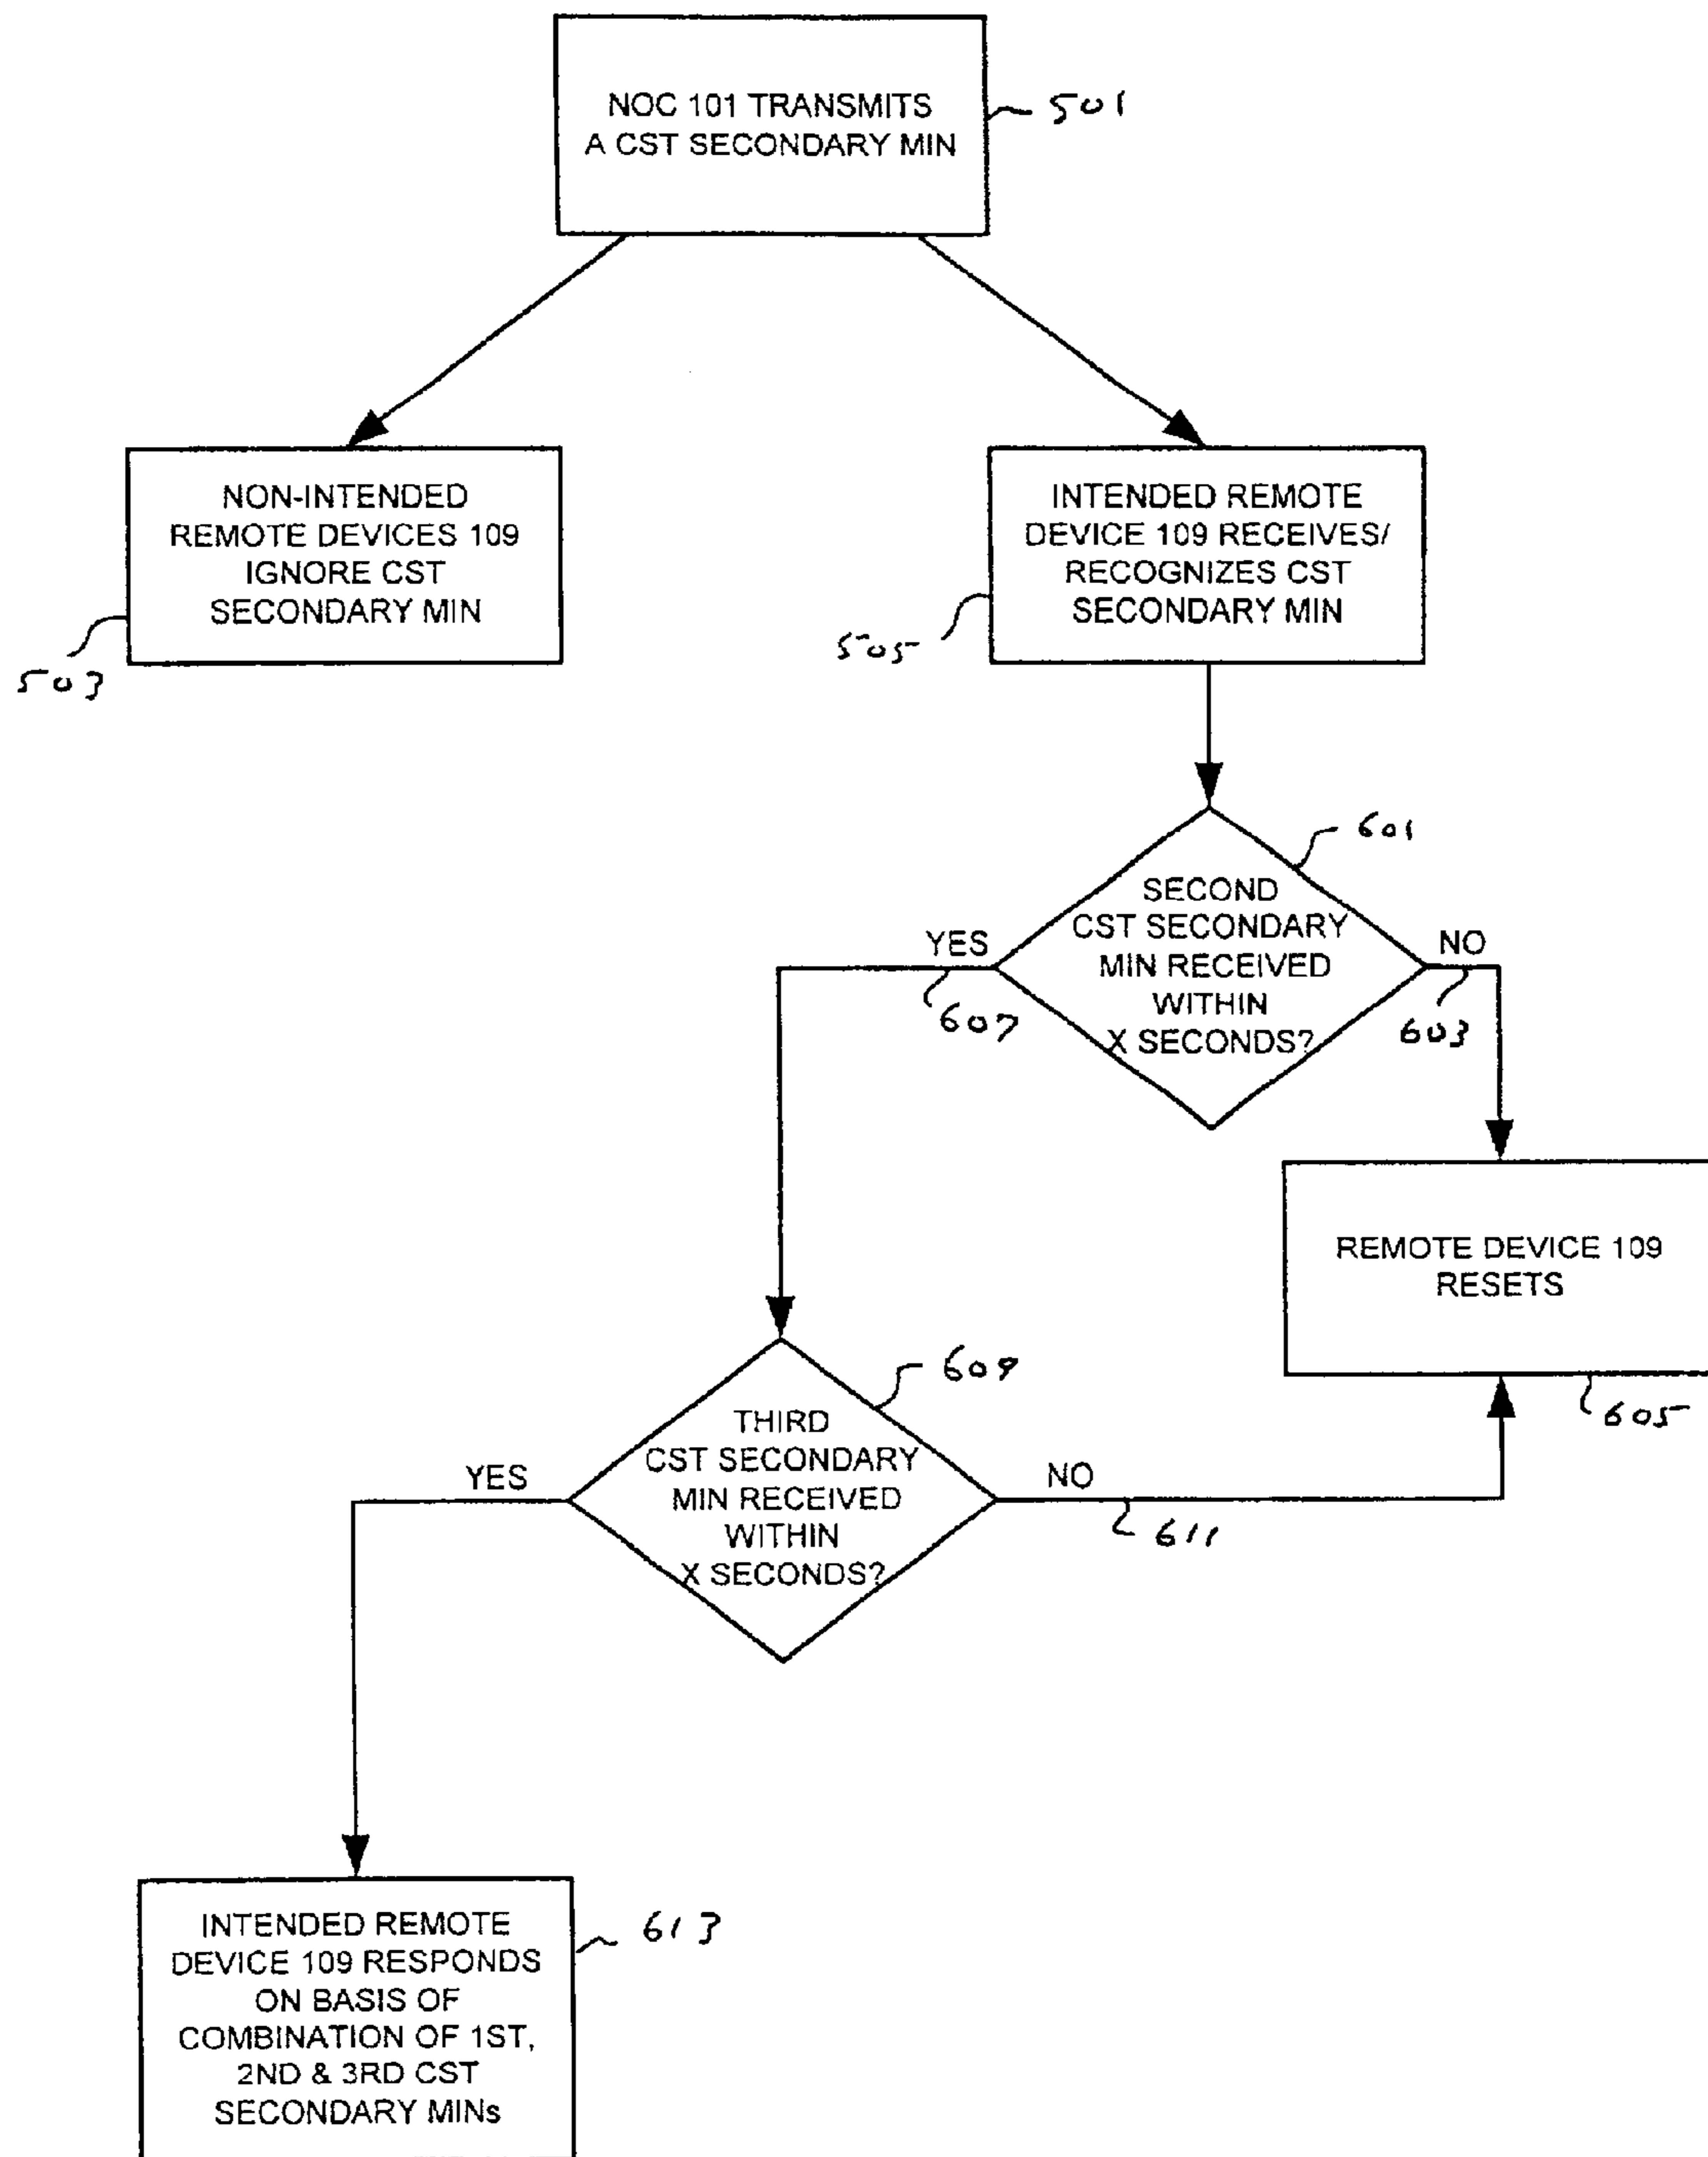 NOC 101 TRANSMITS
A CST SECONDARY MIN
501
NON-INTENDED
REMOTE DEVICES 109
IGNORE CST
SECONDARY MIN
503
INTENDED REMOTE
DEVICE 109 RECEIVES/
RECOGNIZES CST
SECONDARY MIN
505
601
SECOND
CST SECONDARY
MIN RECEIVED
WITHIN
X SECONDS?
YES
607
NO
603
REMOTE DEVICE 109
RESETS
605
609
THIRD
CST SECONDARY
MIN RECEIVED
WITHIN
X SECONDS?
YES
NO
611
INTENDED REMOTE
DEVICE 109 RESPONDS
ON BASIS OF
COMBINATION OF 1ST,
2ND & 3RD CST
SECONDARY MINs
613